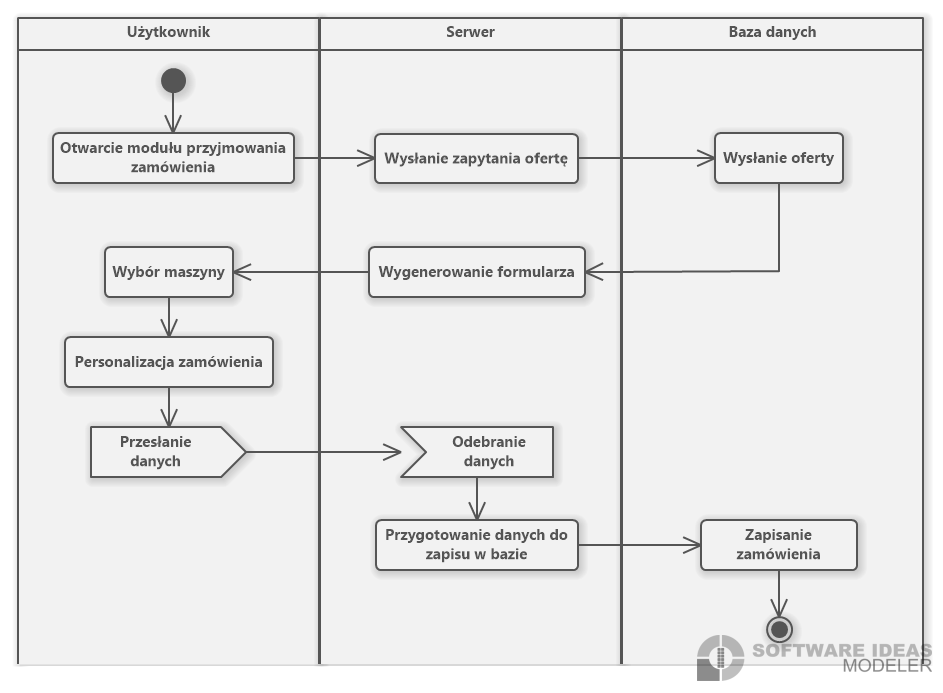 Użytkownik
Serwer
Baza danych
Otwarcie modułu przyjmowania
zamówienia
Wysłanie zapytania ofertę
Wysłanie oferty
Wybór maszyny
Wygenerowanie formularza
Personalizacja zamówienia
Przesłanie
danych
Odebranie
danych
Przygotowanie danych do
zapisu w bazie
Zapisanie
zamówienia
SOFTWARE IDEAS
MODELER